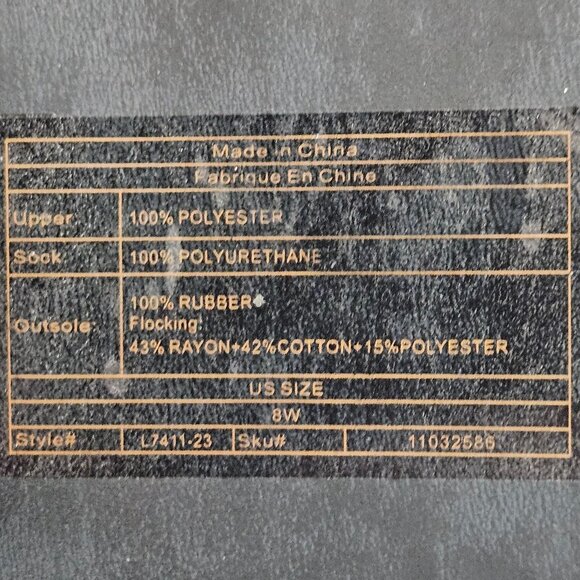 Made in China
Fabrique En Chine
Upper 100% POLYESTER
Sock 100% POLYURETHANE
Outsole 100% RUBBER
Flocking:
43% RAYON+42%COTTON+15%POLYESTER
US SIZE
8W
Style# L7411-23 Sku# 11032586